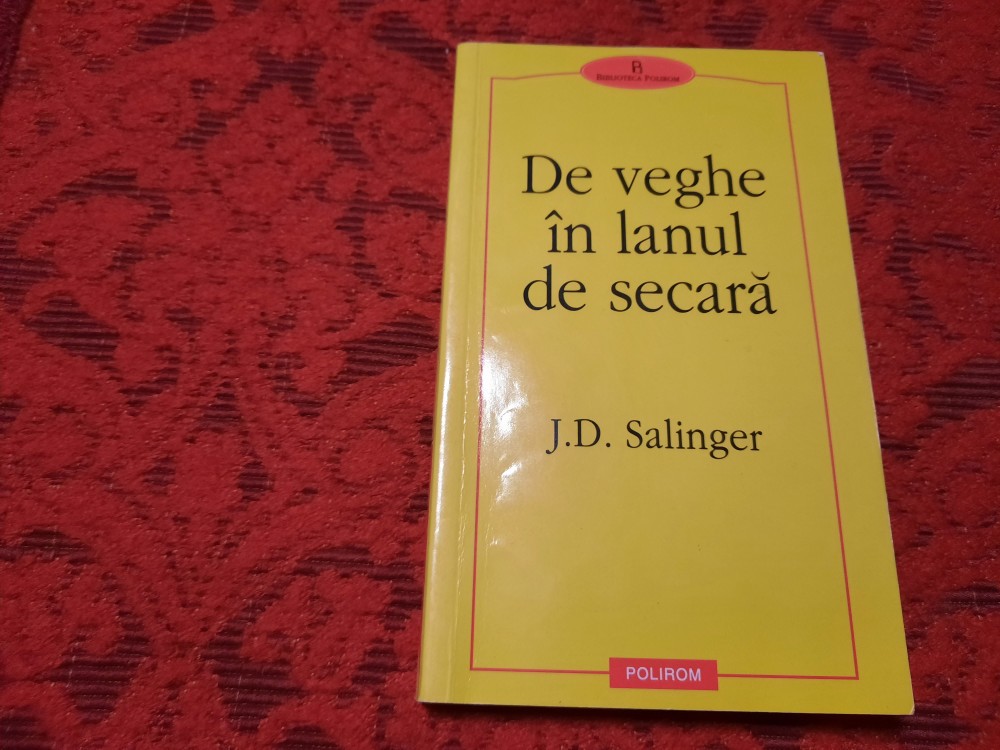 BIBLIOTECA POLIROM
De veghe
în lanul
de secară
J.D. Salinger
POLIROM